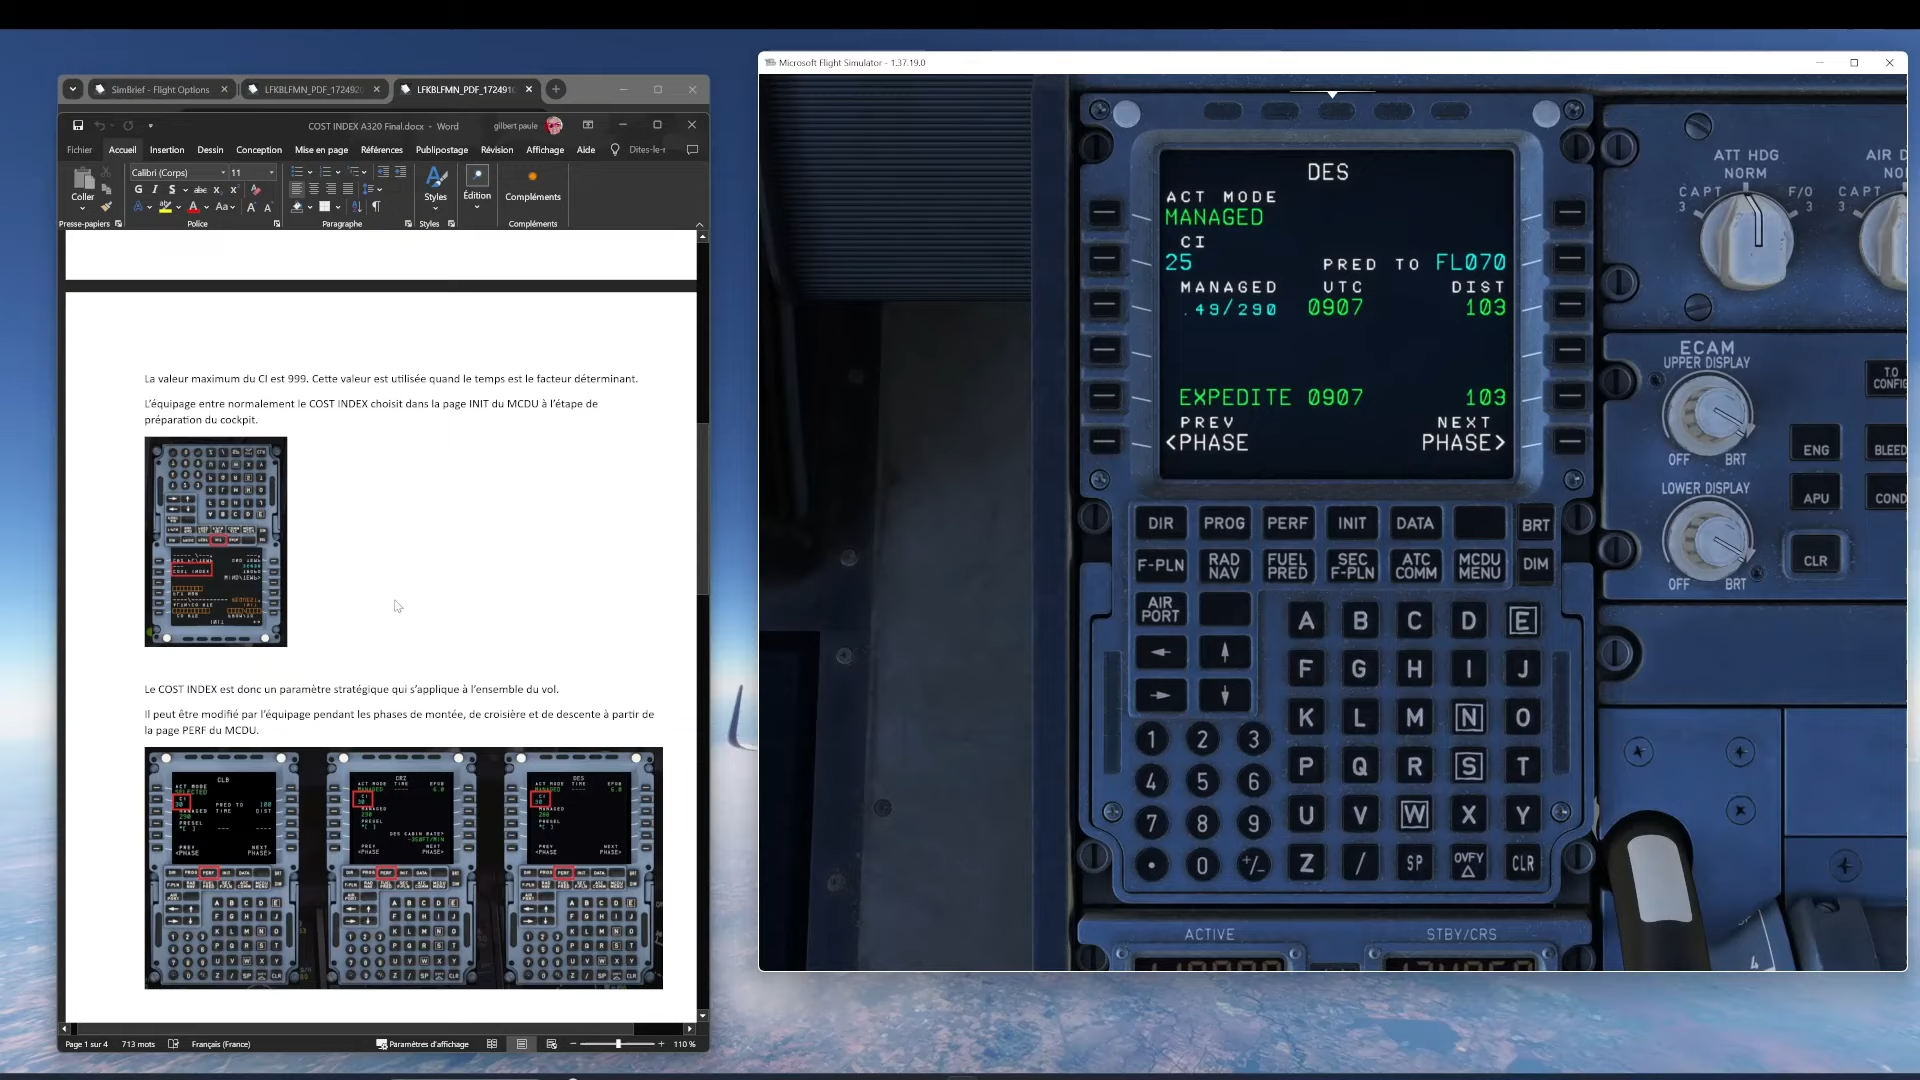 SimBrief - Flight Options
LFKBLFMN_PDF_172492
LFKBLFMN_PDF_172491
COST INDEX A320 Final.docx - Word
gilbert paule
Fichier Accueil Insertion Dessin Conception Mise en page Références Publipostage Révision Affichage Aide Dites-le-
Calibri (Corps) 11
Coller
Styles
Édition
Compléments
Presse-papiers
Police
Paragraphe
Styles
Compléments
La valeur maximum du CI est 999. Cette valeur est utilisée quand le temps est le facteur déterminant.
L'équipage entre normalement le COST INDEX choisit dans la page INIT du MCDU à l'étape de
préparation du cockpit.
Le COST INDEX est donc un paramètre stratégique qui s'applique à l'ensemble du vol.
Il peut être modifié par l'équipage pendant les phases de montée, de croisière et de descente à partir de
la page PERF du MCDU.
Page 1 sur 4 713 mots Français (France) Paramètres d'affichage 110 %
Microsoft Flight Simulator - 1.37.19.0
DES
ACT MODE
MANAGED
CI
25 PRED TO FL070
MANAGED UTC DIST
.49/290 0907 103
EXPEDITE 0907 103
PREV NEXT
<PHASE PHASE>
DIR PROG PERF INIT DATA BRT
F-PLN RAD NAV FUEL PRED SEC F-PLN ATC COMM MCDU MENU DIM
AIR PORT
A B C D E
F G H I J
K L M N O
1 2 3
P Q R S T
4 5 6
U V W X Y
7 8 9
Z / SP OVFY CLR
. 0 +/-
ACTIVE STBY/CRS
ATT HDG
NORM
CAPT F/O
3 3
AIR D
NO
CAPT
3
ECAM
UPPER DISPLAY
OFF BRT
LOWER DISPLAY
OFF BRT
T.O
CONFIG
ENG BLEED
APU COND
CLR
4